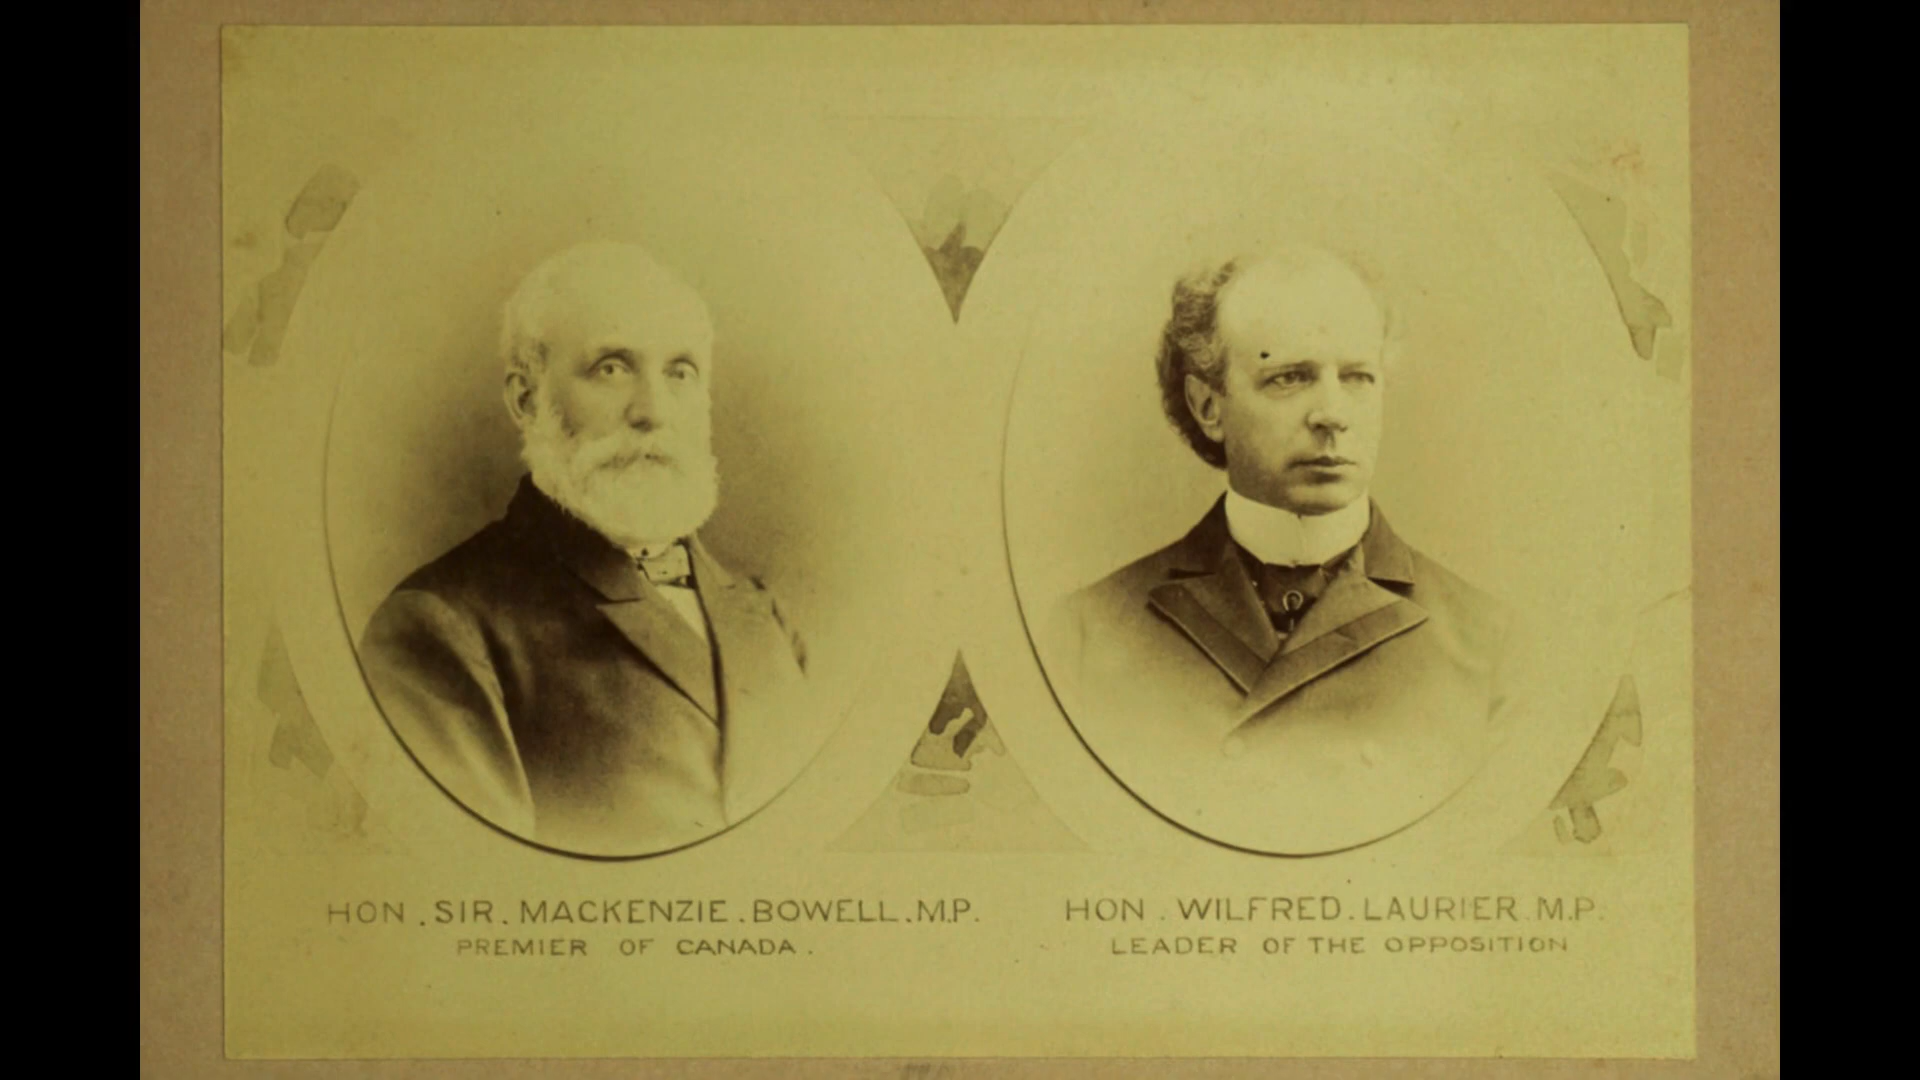 HON . SIR . MACKENZIE . BOWELL . M.P.
PREMIER OF CANADA .
HON . WILFRED . LAURIER . M.P.
LEADER OF THE OPPOSITION